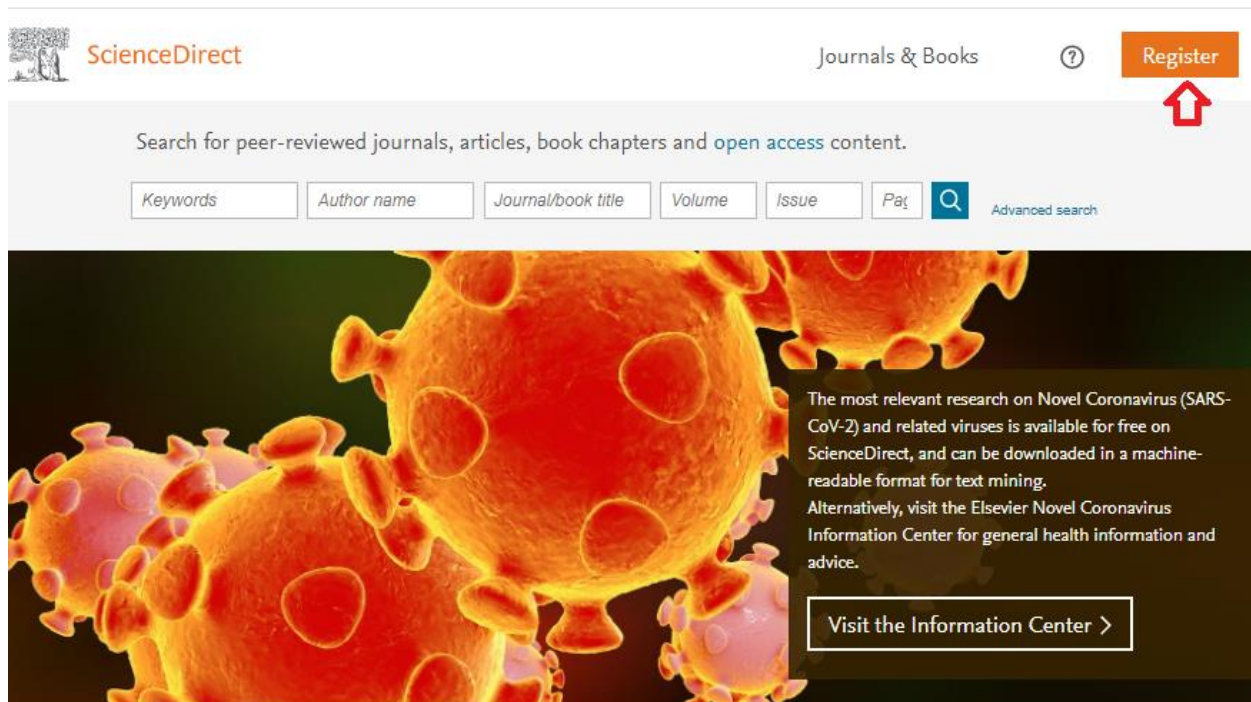 ScienceDirect
Journals & Books
?
Register
Search for peer-reviewed journals, articles, book chapters and open access content.
Keywords
Author name
Journal/book title
Volume
Issue
Pag
Advanced search
The most relevant research on Novel Coronavirus (SARS-
CoV-2) and related viruses is available for free on
ScienceDirect, and can be downloaded in a machine-
readable format for text mining.
Alternatively, visit the Elsevier Novel Coronavirus
Information Center for general health information and
advice.
Visit the Information Center >